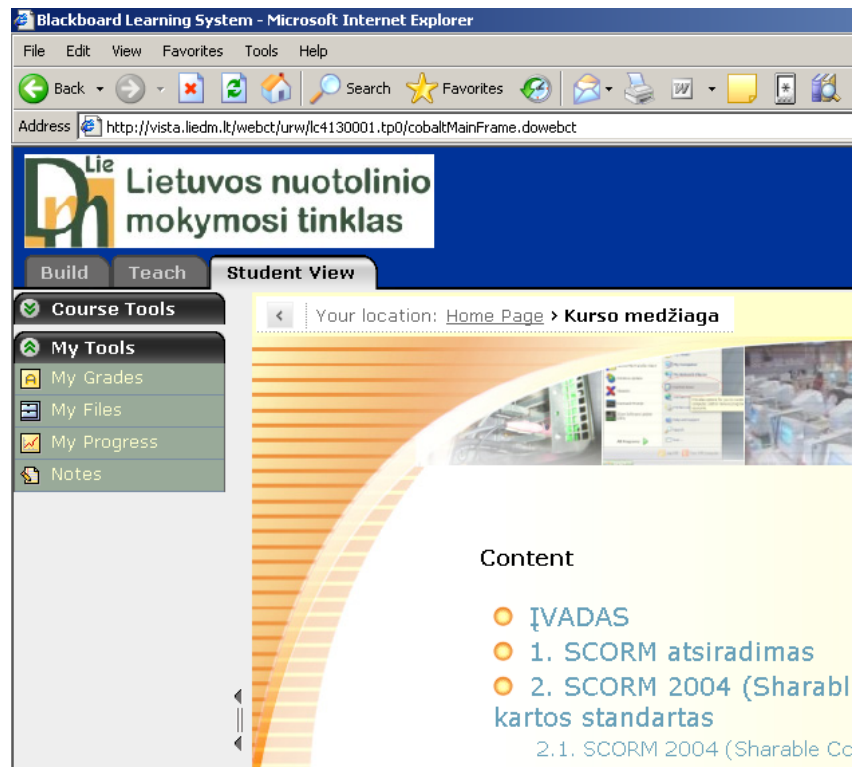 Blackboard Learning System - Microsoft Internet Explorer
File Edit View Favorites Tools Help
Back Search Favorites
Address http://vista.liedm.lt/webct/urw/lc4130001.tp0/cobaltMainFrame.dowebct
Lie Dm Lietuvos nuotolinio
mokymosi tinklas
Build Teach Student View
Course Tools
Your location: Home Page › Kurso medžiaga
My Tools
My Grades
My Files
My Progress
Notes
Content
ĮVADAS
1. SCORM atsiradimas
2. SCORM 2004 (Sharabl
kartos standartas
2.1. SCORM 2004 (Sharable Co